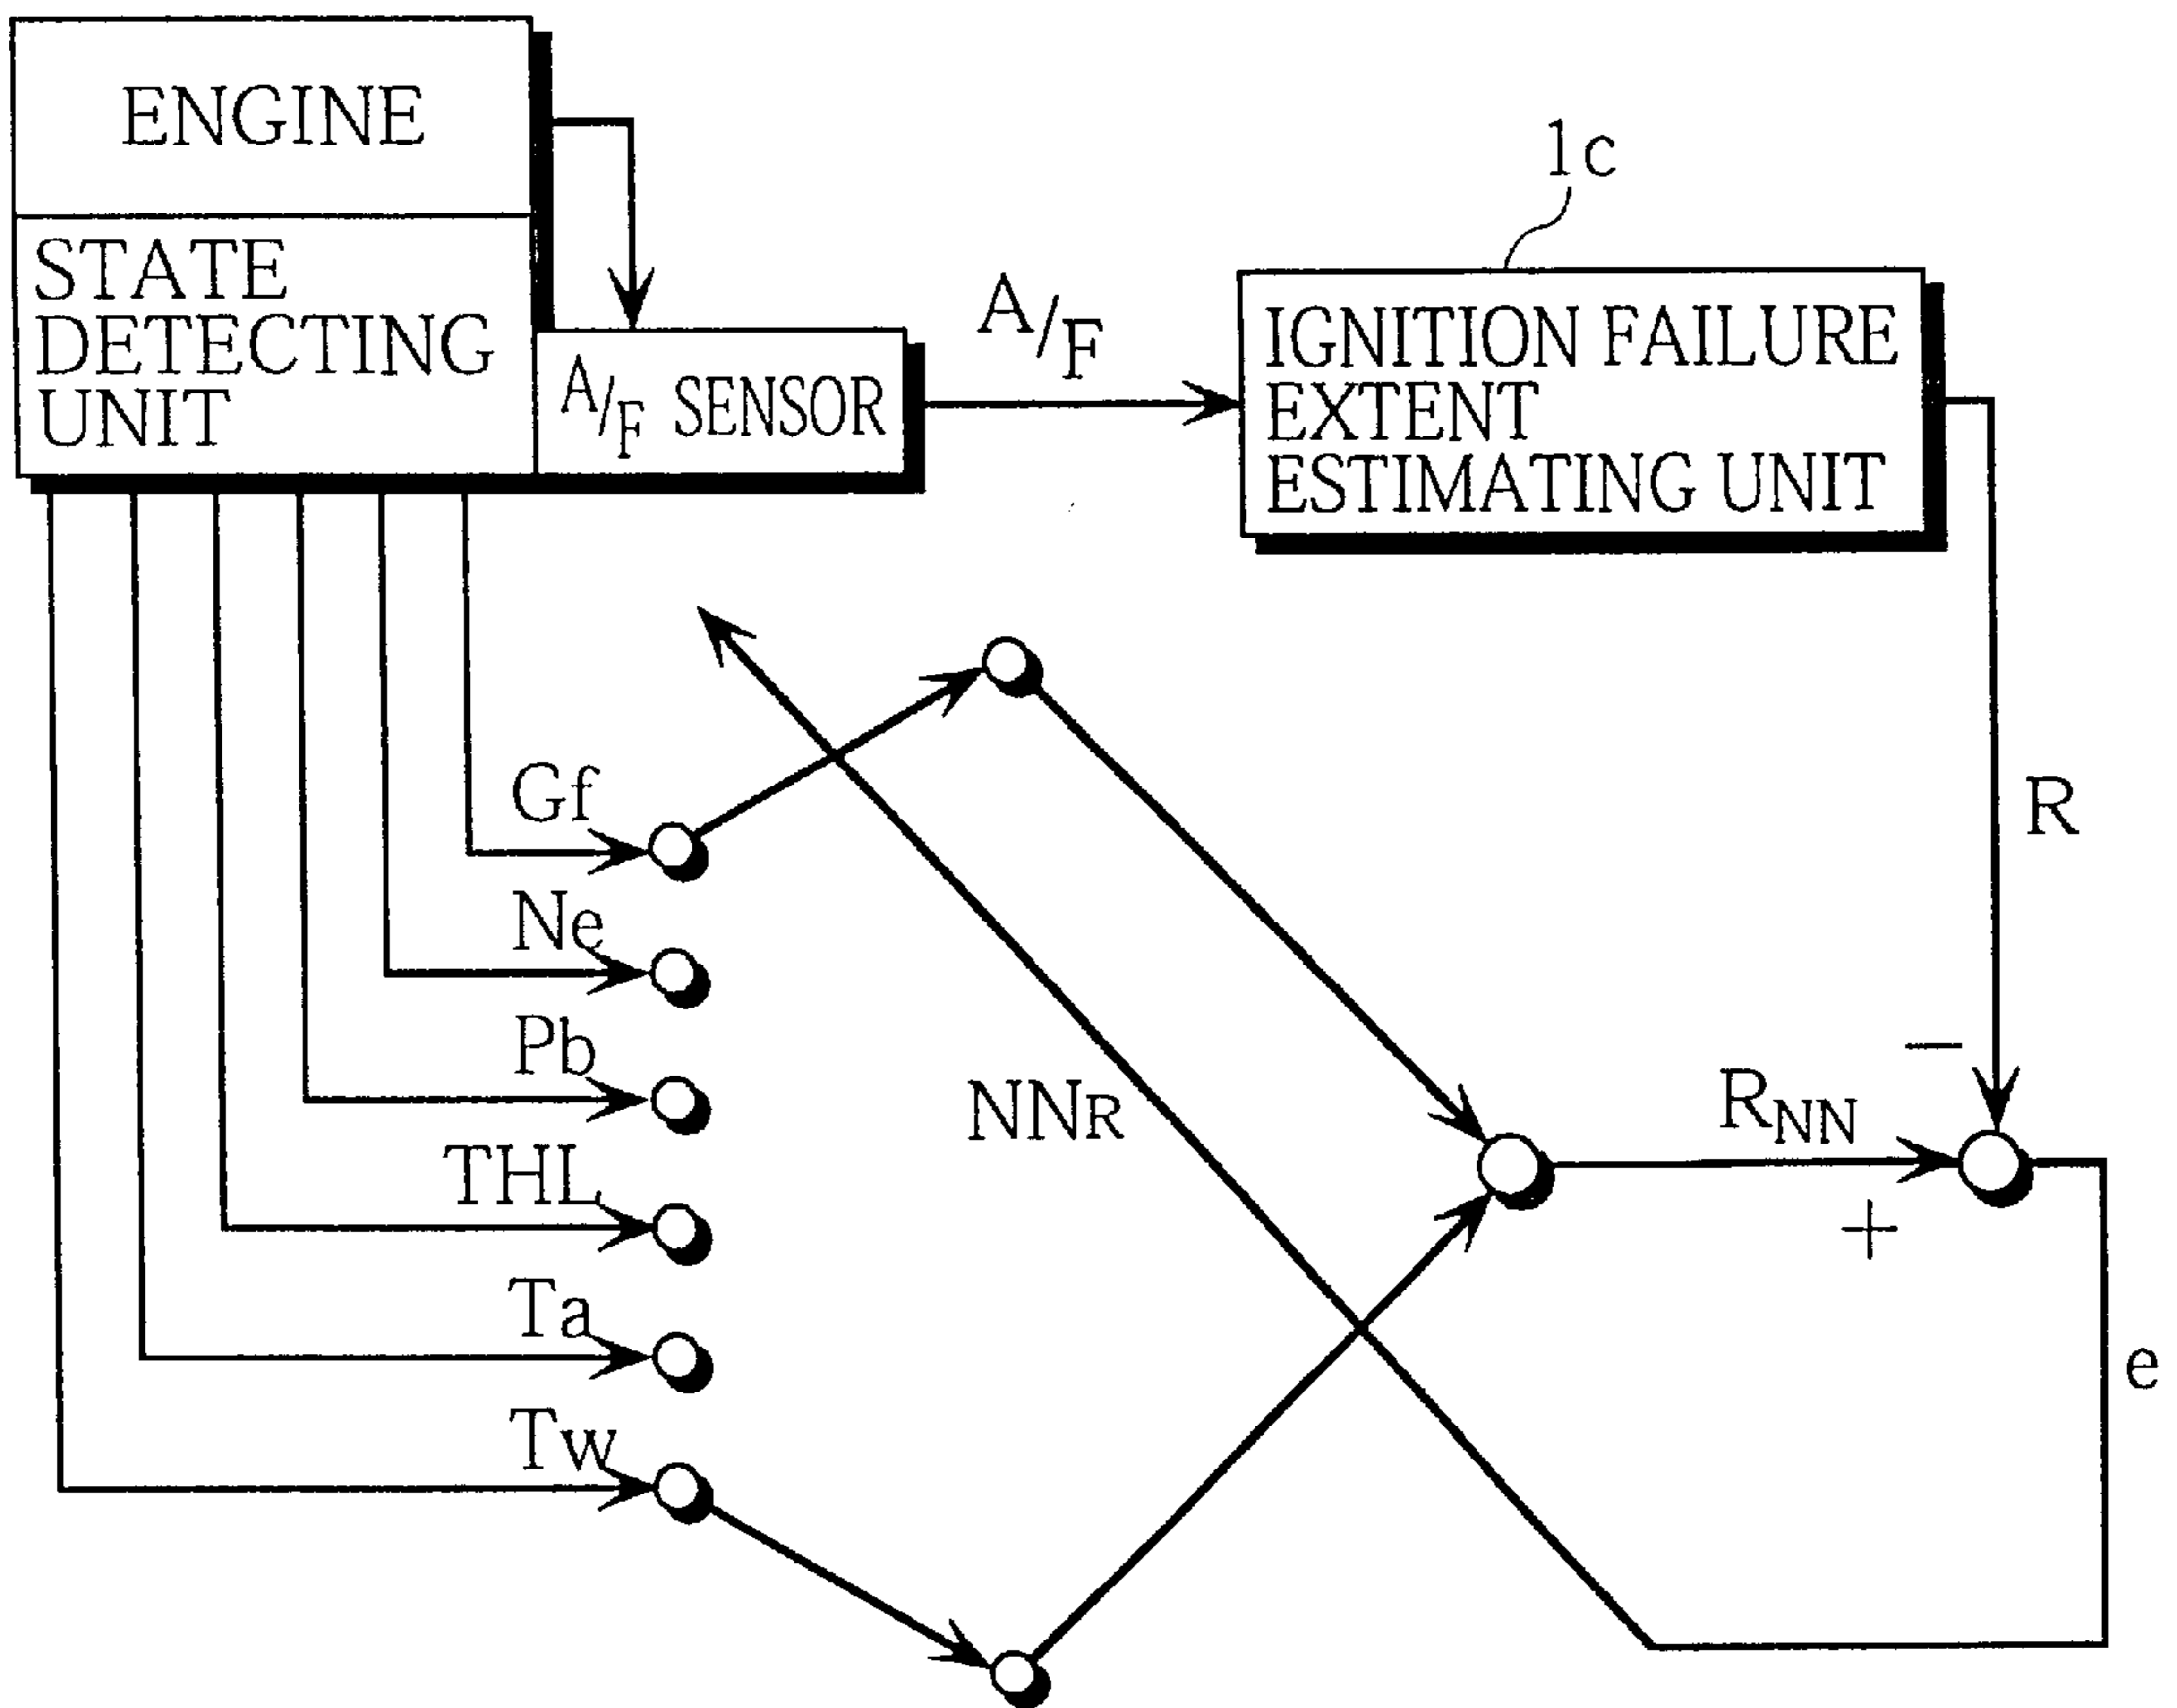 ENGINE
STATE
DETECTING
UNIT
A/F SENSOR
A/F
1c
IGNITION FAILURE
EXTENT
ESTIMATING UNIT
R
Gf
Ne
Pb
THL
Ta
Tw
NNR
RNN
−
+
e